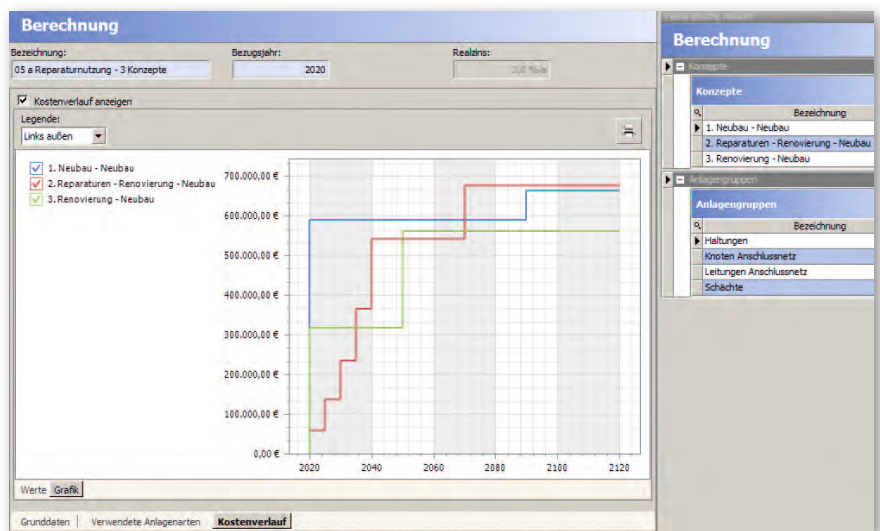 Berechnung
Bezeichnung:
Bezugsjahr:
Realzins:
05 a Reparaturnutzung - 3 Konzepte
2020
Kostenverlauf anzeigen
Legende:
Links außen
1. Neubau - Neubau
2. Reparaturen - Renovierung - Neubau
3. Renovierung - Neubau
700.000,00 €
600.000,00 €
500.000,00 €
400.000,00 €
300.000,00 €
200.000,00 €
100.000,00 €
0,00 €
2020
2040
2060
2080
2100
2120
Werte
Grafik
Grunddaten
Verwendete Anlagenarten
Kostenverlauf
Berechnung
Konzepte
Konzepte
Bezeichnung
1. Neubau - Neubau
2. Reparaturen - Renovierung - Neubau
3. Renovierung - Neubau
Anlagengruppen
Anlagengruppen
Bezeichnung
Haltungen
Knoten Anschlussnetz
Leitungen Anschlussnetz
Schächte